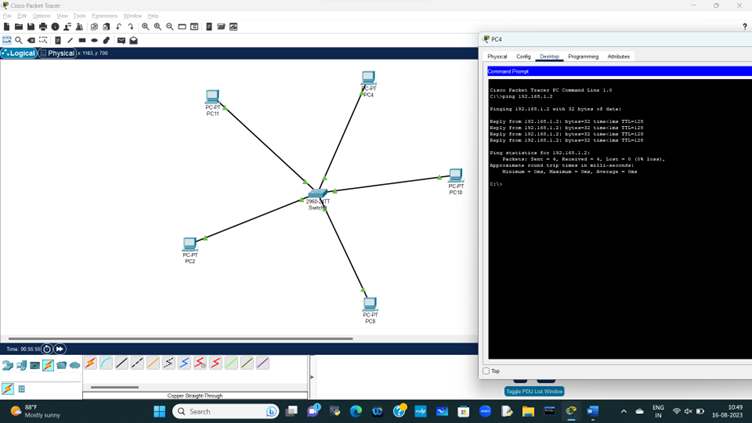 Cisco Packet Tracer
File Edit Options View Tools Extensions Window Help
Logical Physical x: 1183, y: 790
PC-PT
PC4
PC-PT
PC11
PC-PT
PC10
2960-24TT
Switch
PC-PT
PC2
PC-PT
PC8
PC4
Physical Config Desktop Programming Attributes
Command Prompt
Cisco Packet Tracer PC Command Line 1.0
C:\>ping 192.168.1.2
Pinging 192.168.1.2 with 32 bytes of data:
Reply from 192.168.1.2: bytes=32 time<1ms TTL=128
Reply from 192.168.1.2: bytes=32 time<1ms TTL=128
Reply from 192.168.1.2: bytes=32 time<1ms TTL=128
Reply from 192.168.1.2: bytes=32 time<1ms TTL=128
Ping statistics for 192.168.1.2:
Packets: Sent = 4, Received = 4, Lost = 0 (0% loss),
Approximate round trip times in milli-seconds:
Minimum = 0ms, Maximum = 0ms, Average = 0ms
C:\>
Top
Time: 00:55:55
Copper Straight-Through
Toggle PDU List Window
88°F
Mostly sunny
Search
ENG
IN
10:49
16-08-2023